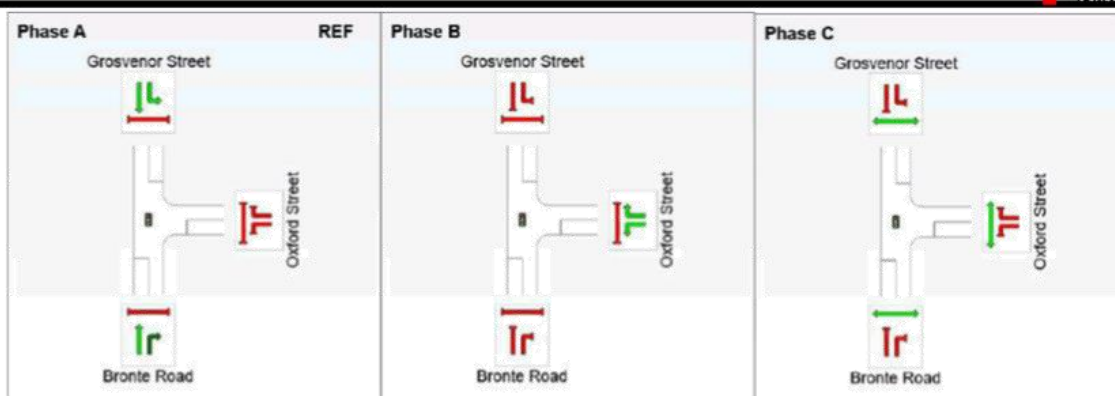 Phase A REF
Grosvenor Street
Oxford Street
Bronte Road
Phase B
Grosvenor Street
Oxford Street
Bronte Road
Phase C
Grosvenor Street
Oxford Street
Bronte Road